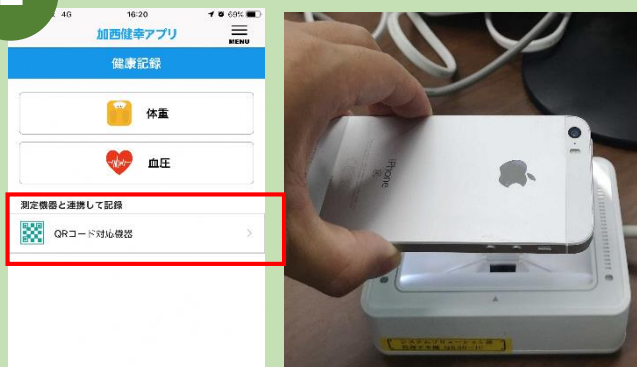 4G 16:20 69%
加西健幸アプリ
MENU
健康記録
体重
血圧
測定機器と連携して記録
QRコード対応機器
iPhone